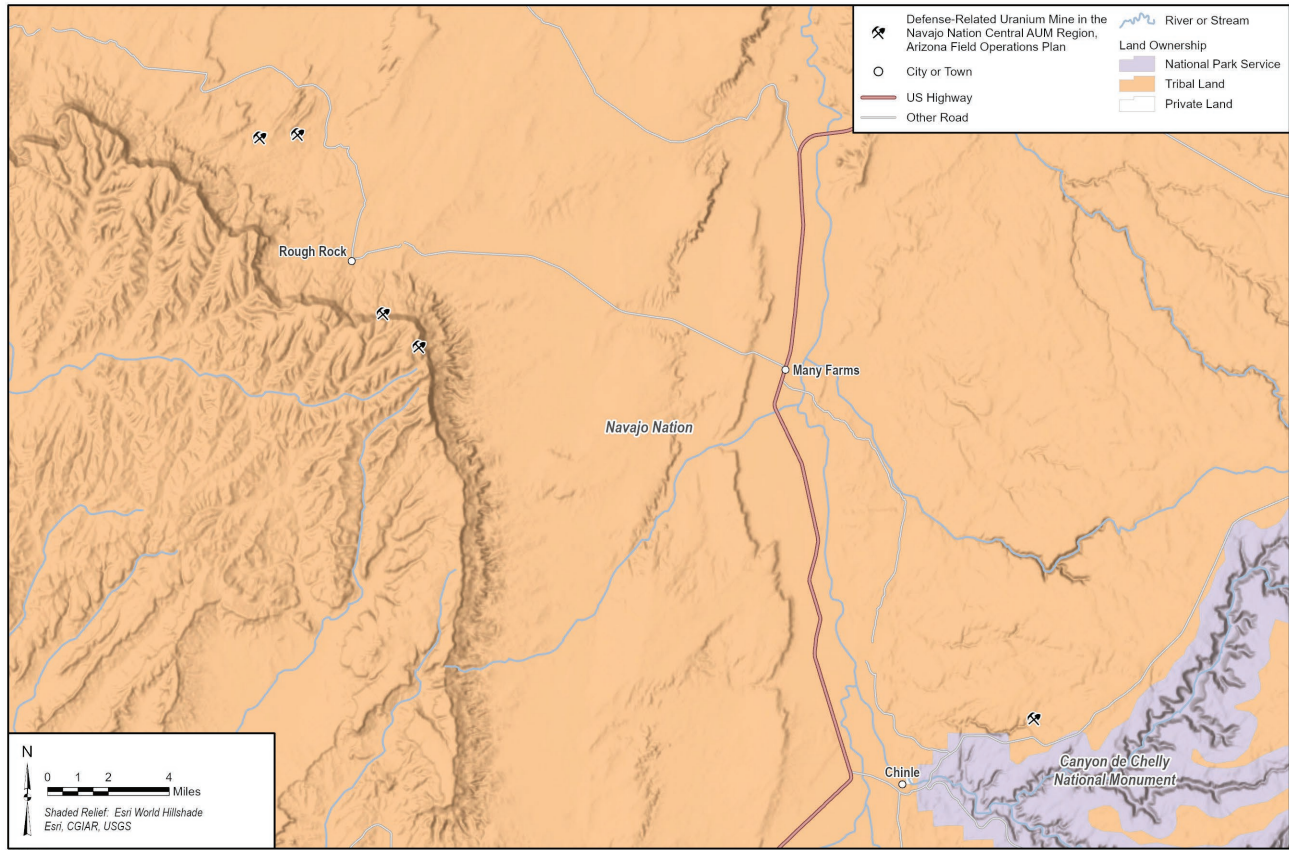 Defense-Related Uranium Mine in the
Navajo Nation Central AUM Region,
Arizona Field Operations Plan
City or Town
US Highway
Other Road
River or Stream
Land Ownership
National Park Service
Tribal Land
Private Land
Rough Rock
Many Farms
Navajo Nation
Chinle
Canyon de Chelly
National Monument
N
0 1 2 4
Miles
Shaded Relief: Esri World Hillshade
Esri, CGIAR, USGS